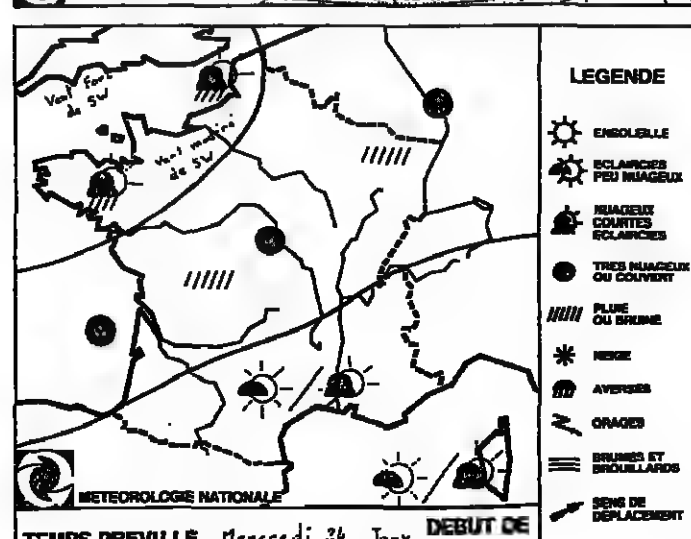 Vent fort
de SW
Vent modéré
de SW
METEOROLOGIE NATIONALE
LEGENDE
ENSOLEILLE
ECLAIRCIES
PEU NUAGEUX
NUAGEUX
COURTES
ECLAIRCIES
TRES NUAGEUX
OU COUVERT
PLUIE
OU BRUINE
NEIGE
AVERSES
ORAGES
BRUMES ET
BROUILLARDS
SENS DE
DEPLACEMENT
TEMPS PREVU LE Mercredi 24 Janv DEBUT DE